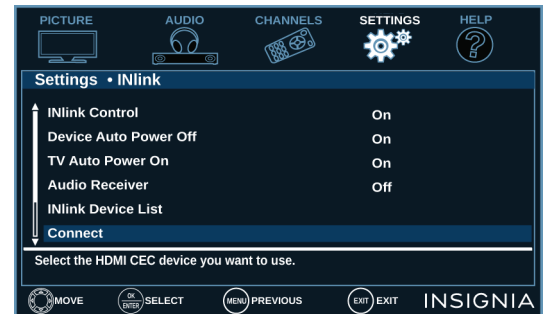 PICTURE AUDIO CHANNELS SETTINGS HELP
?
Settings • INlink
INlink Control On
Device Auto Power Off On
TV Auto Power On On
Audio Receiver Off
INlink Device List
Connect
Select the HDMI CEC device you want to use.
MOVE OK ENTER SELECT MENU PREVIOUS EXIT EXIT INSIGNIA